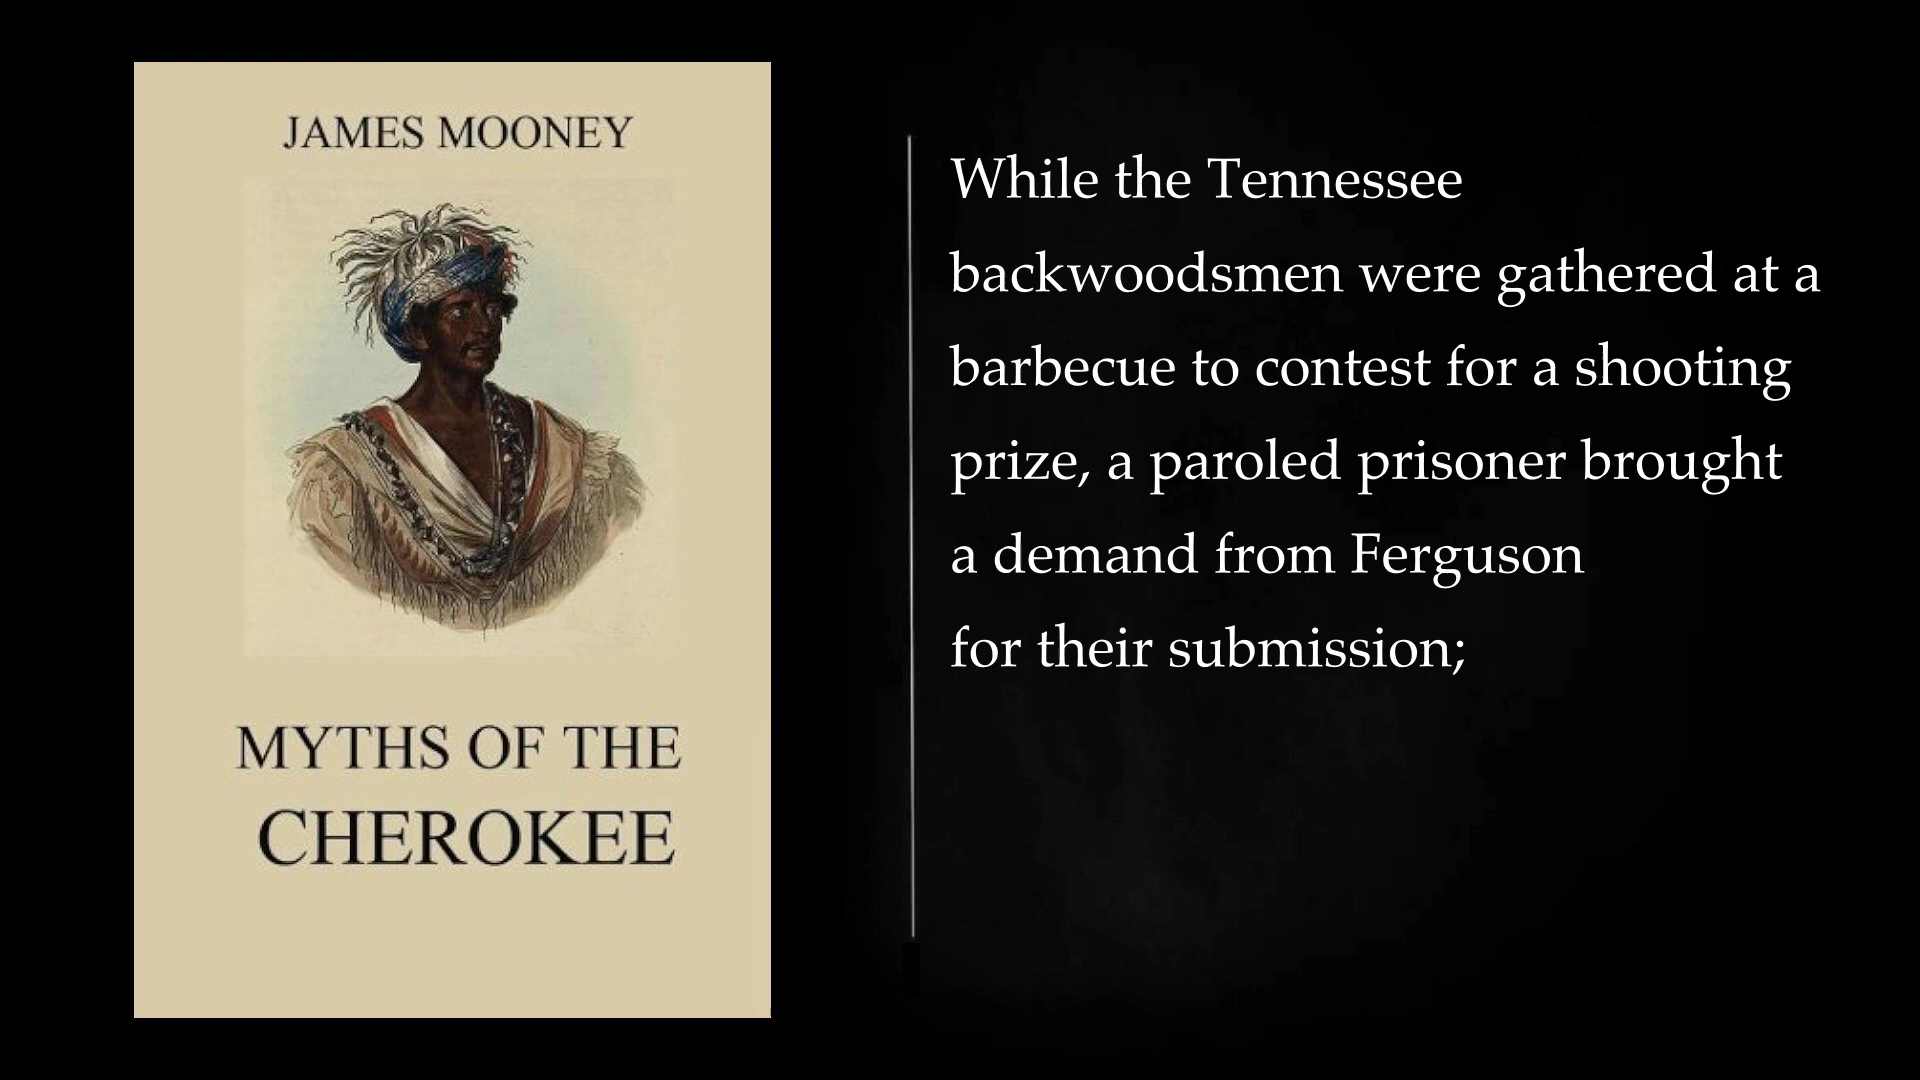 JAMES MOONEY
MYTHS OF THE
CHEROKEE
While the Tennessee
backwoodsmen were gathered at a
barbecue to contest for a shooting
prize, a paroled prisoner brought
a demand from Ferguson
for their submission;